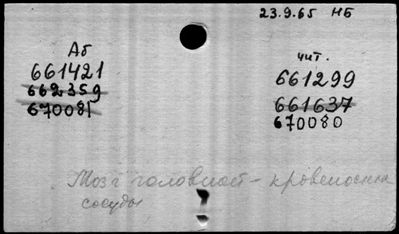 23.9.65 НБ
Аб
661421
662359
670081
чит.
661299
661637
670080
Мозг головной - кровеносные
сосуды